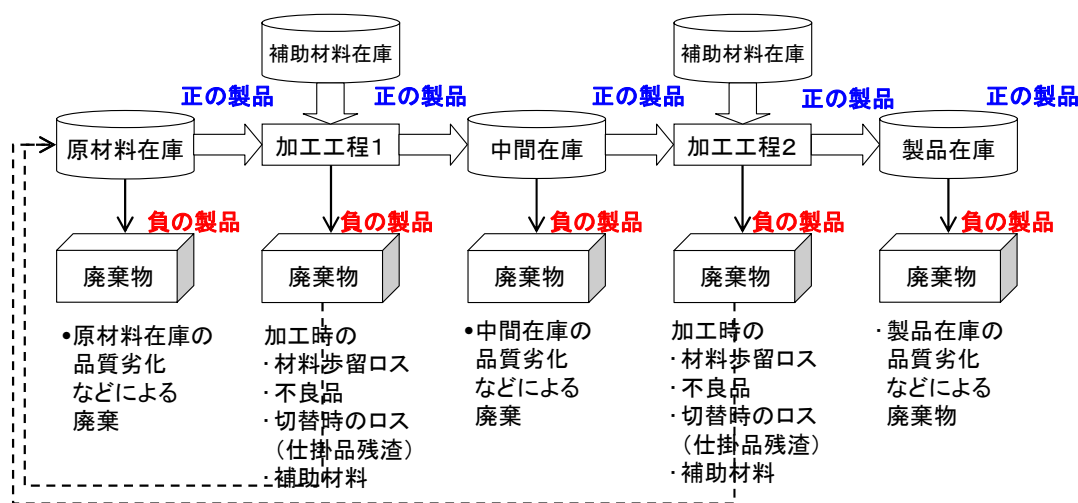 補助材料在庫
補助材料在庫
正の製品
正の製品
正の製品
正の製品
正の製品
原材料在庫
加工工程1
中間在庫
加工工程2
製品在庫
負の製品
負の製品
負の製品
負の製品
負の製品
廃棄物
廃棄物
廃棄物
廃棄物
廃棄物
•原材料在庫の
品質劣化
などによる
廃棄
加工時の
・材料歩留ロス
・不良品
・切替時のロス
(仕掛品残渣)
・補助材料
•中間在庫の
品質劣化
などによる
廃棄
加工時の
・材料歩留ロス
・不良品
・切替時のロス
(仕掛品残渣)
・補助材料
・製品在庫の
品質劣化
などによる
廃棄物